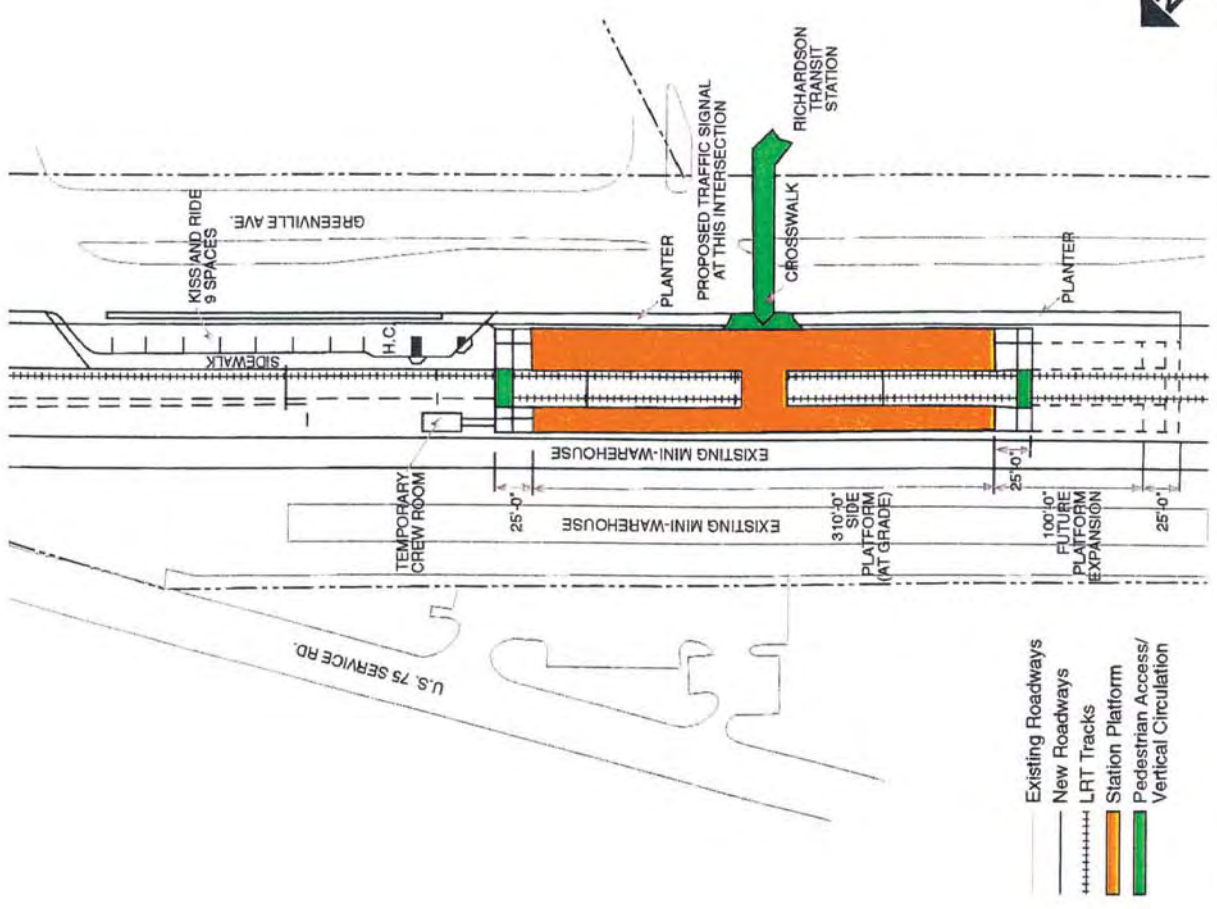 GREENVILLE AVE.
KISS AND RIDE
9 SPACES
SIDEWALK
H.C.
PLANTER
PROPOSED TRAFFIC SIGNAL
AT THIS INTERSECTION
CROSSWALK
RICHARDSON
TRANSIT
STATION
PLANTER
TEMPORARY
CREW ROOM
EXISTING MINI-WAREHOUSE
EXISTING MINI-WAREHOUSE
25'-0"
310'-0"
SIDE
PLATFORM
(AT GRADE)
25'-0"
100'-0"
FUTURE
PLATFORM
EXPANSION
25'-0"
U.S. 75 SERVICE RD.
Existing Roadways
New Roadways
LRT Tracks
Station Platform
Pedestrian Access/
Vertical Circulation